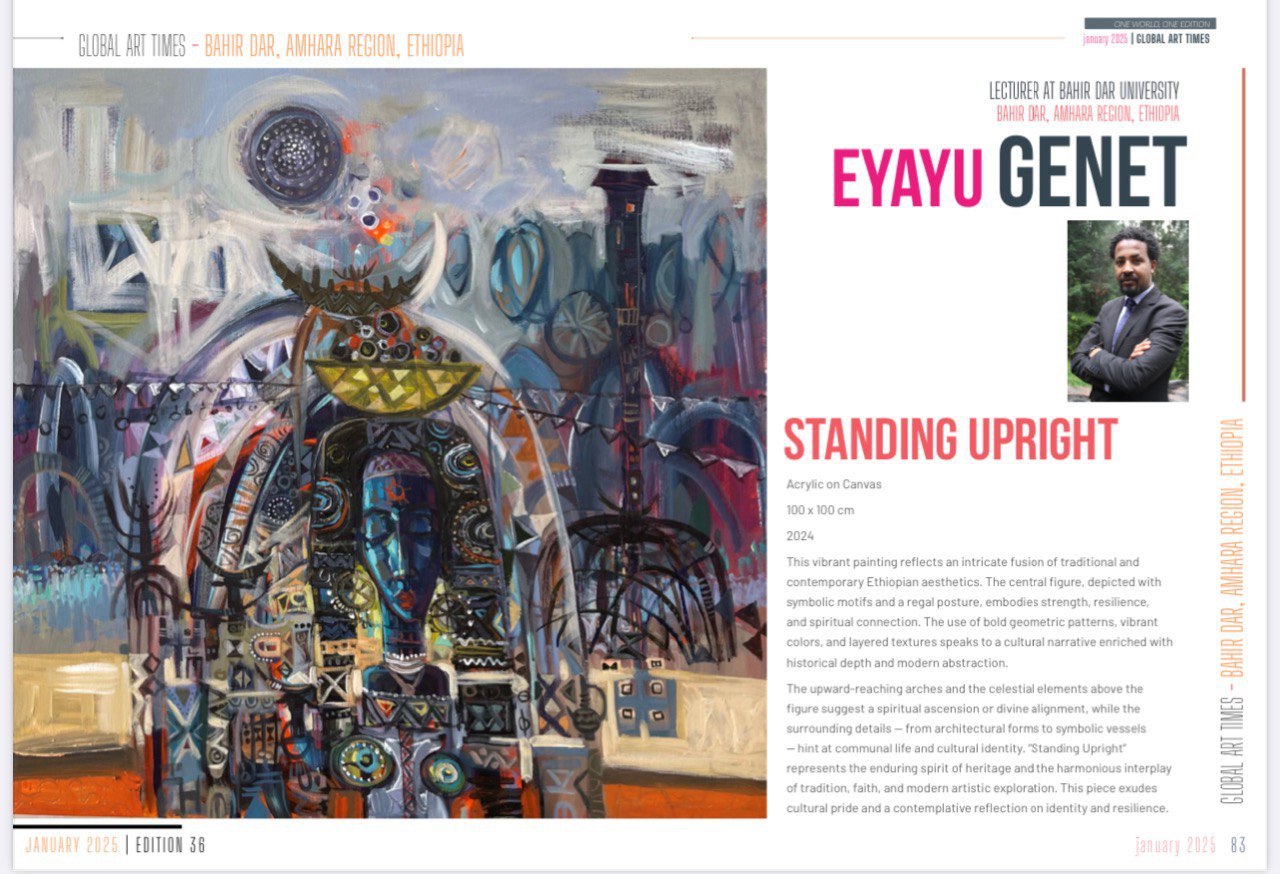 GLOBAL ART TIMES - BAHIR DAR, AMHARA REGION, ETHIOPIA
ONE WORLD, ONE EDITION
january 2025 | GLOBAL ART TIMES
LECTURER AT BAHIR DAR UNIVERSITY
BAHIR DAR, AMHARA REGION, ETHIOPIA
EYAYU GENET
STANDING UPRIGHT
Acrylic on Canvas
100 x 100 cm
2024
This vibrant painting reflects an intricate fusion of traditional and
contemporary Ethiopian aesthetics. The central figure, depicted with
symbolic motifs and a regal posture, embodies strength, resilience,
and spiritual connection. The use of bold geometric patterns, vibrant
colors, and layered textures speaks to a cultural narrative enriched with
historical depth and modern abstraction.
The upward-reaching arches and the celestial elements above the
figure suggest a spiritual ascension or divine alignment, while the
surrounding details — from architectural forms to symbolic vessels
— hint at communal life and cultural identity. "Standing Upright"
represents the enduring spirit of heritage and the harmonious interplay
of tradition, faith, and modern artistic exploration. This piece exudes
cultural pride and a contemplative reflection on identity and resilience.
GLOBAL ART TIMES - BAHIR DAR, AMHARA REGION, ETHIOPIA
JANUARY 2025 | EDITION 36
january 2025 83